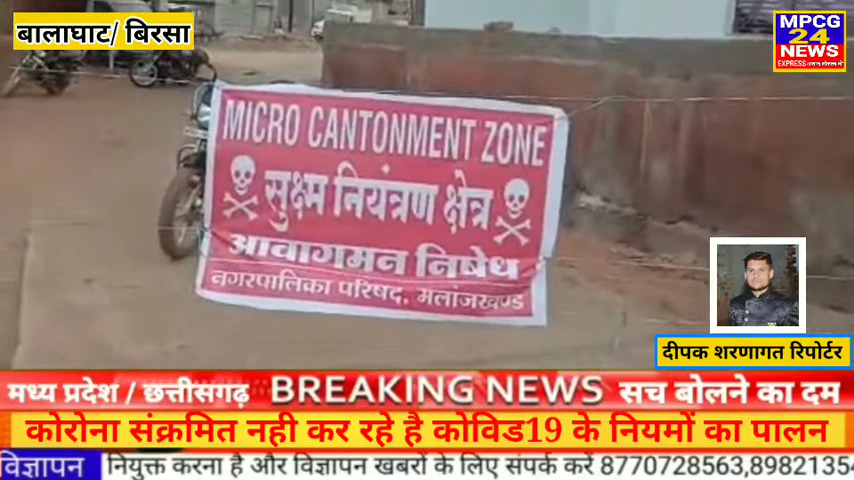 बालाघाट/ बिरसा
MPCG
24
NEWS
EXPRESS
MICRO CANTONMENT ZONE
सुक्ष्म नियंत्रण क्षेत्र
आवागमन निषेध
नगरपालिका परिषद, मलाजखण्ड
दीपक शरणागत रिपोर्टर
मध्य प्रदेश / छत्तीसगढ़ BREAKING NEWS सच बोलने का दम
कोरोना संक्रमित नही कर रहे है कोविड19 के नियमों का पालन
विज्ञापन नियुक्त करना है और विज्ञापन खबरों के लिए संपर्क करें 8770728563,89821354